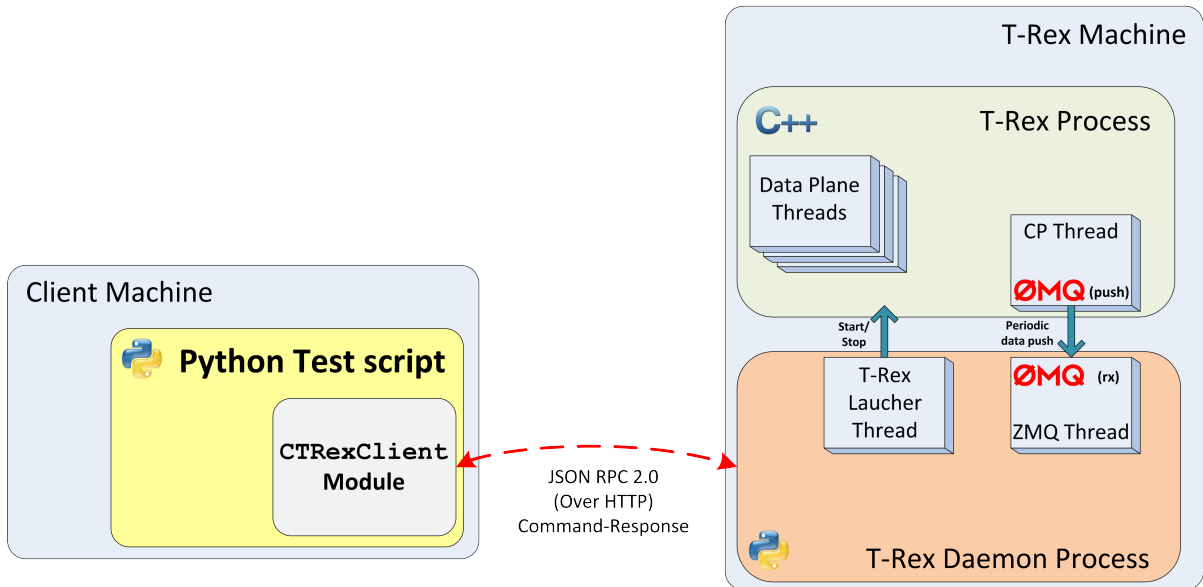 T-Rex Machine
C++
T-Rex Process
Data Plane
Threads
CP Thread
ØMQ (push)
Client Machine
Start/
Stop
Periodic
data push
Python Test script
T-Rex
Laucher
Thread
ØMQ (rx)
ZMQ Thread
CTRexClient
Module
JSON RPC 2.0
(Over HTTP)
Command-Response
T-Rex Daemon Process